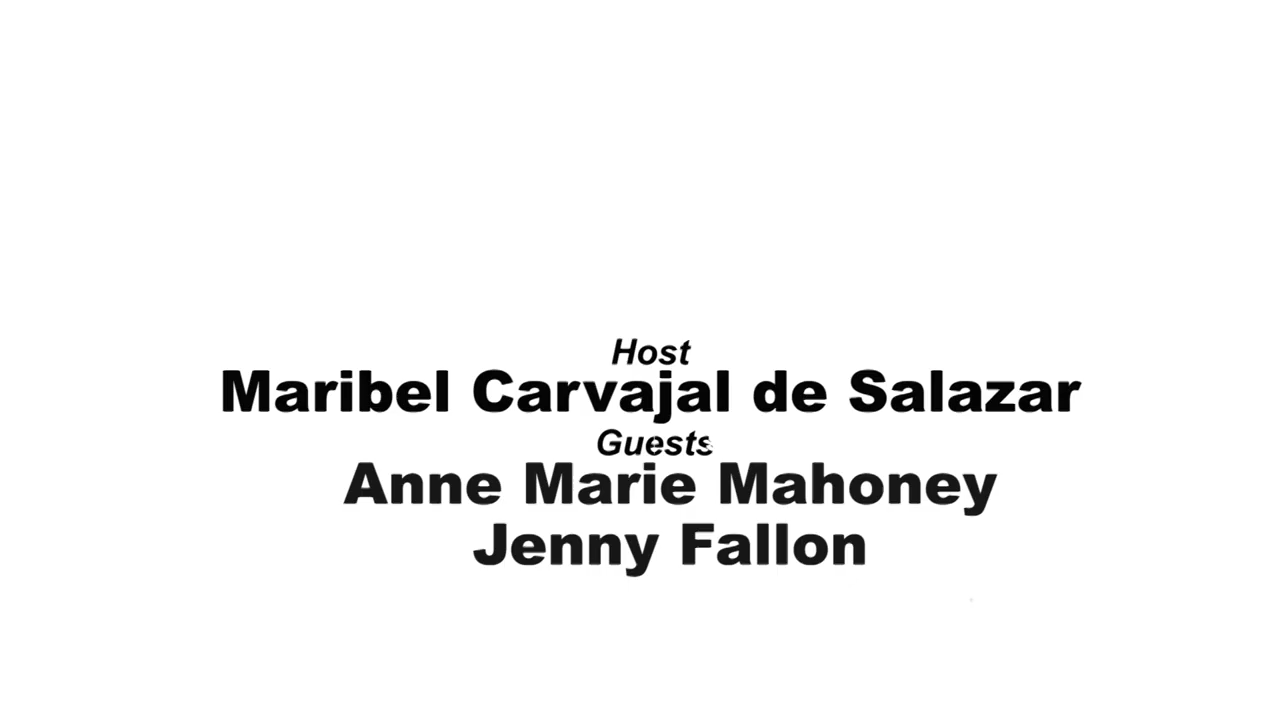 Host
Maribel Carvajal de Salazar
Guests
Anne Marie Mahoney
Jenny Fallon